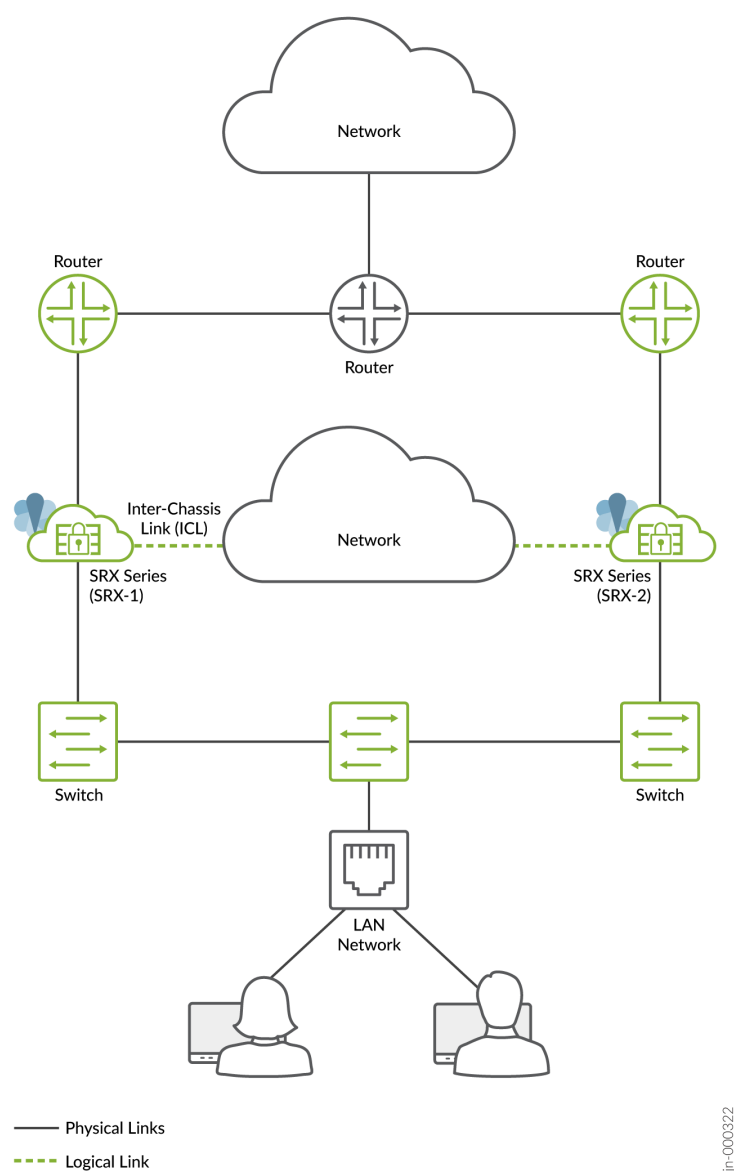 Network
Router
Router
Router
Inter-Chassis
Link (ICL)
Network
SRX Series
(SRX-1)
SRX Series
(SRX-2)
Switch
Switch
LAN
Network
Physical Links
Logical Link
jn-000322